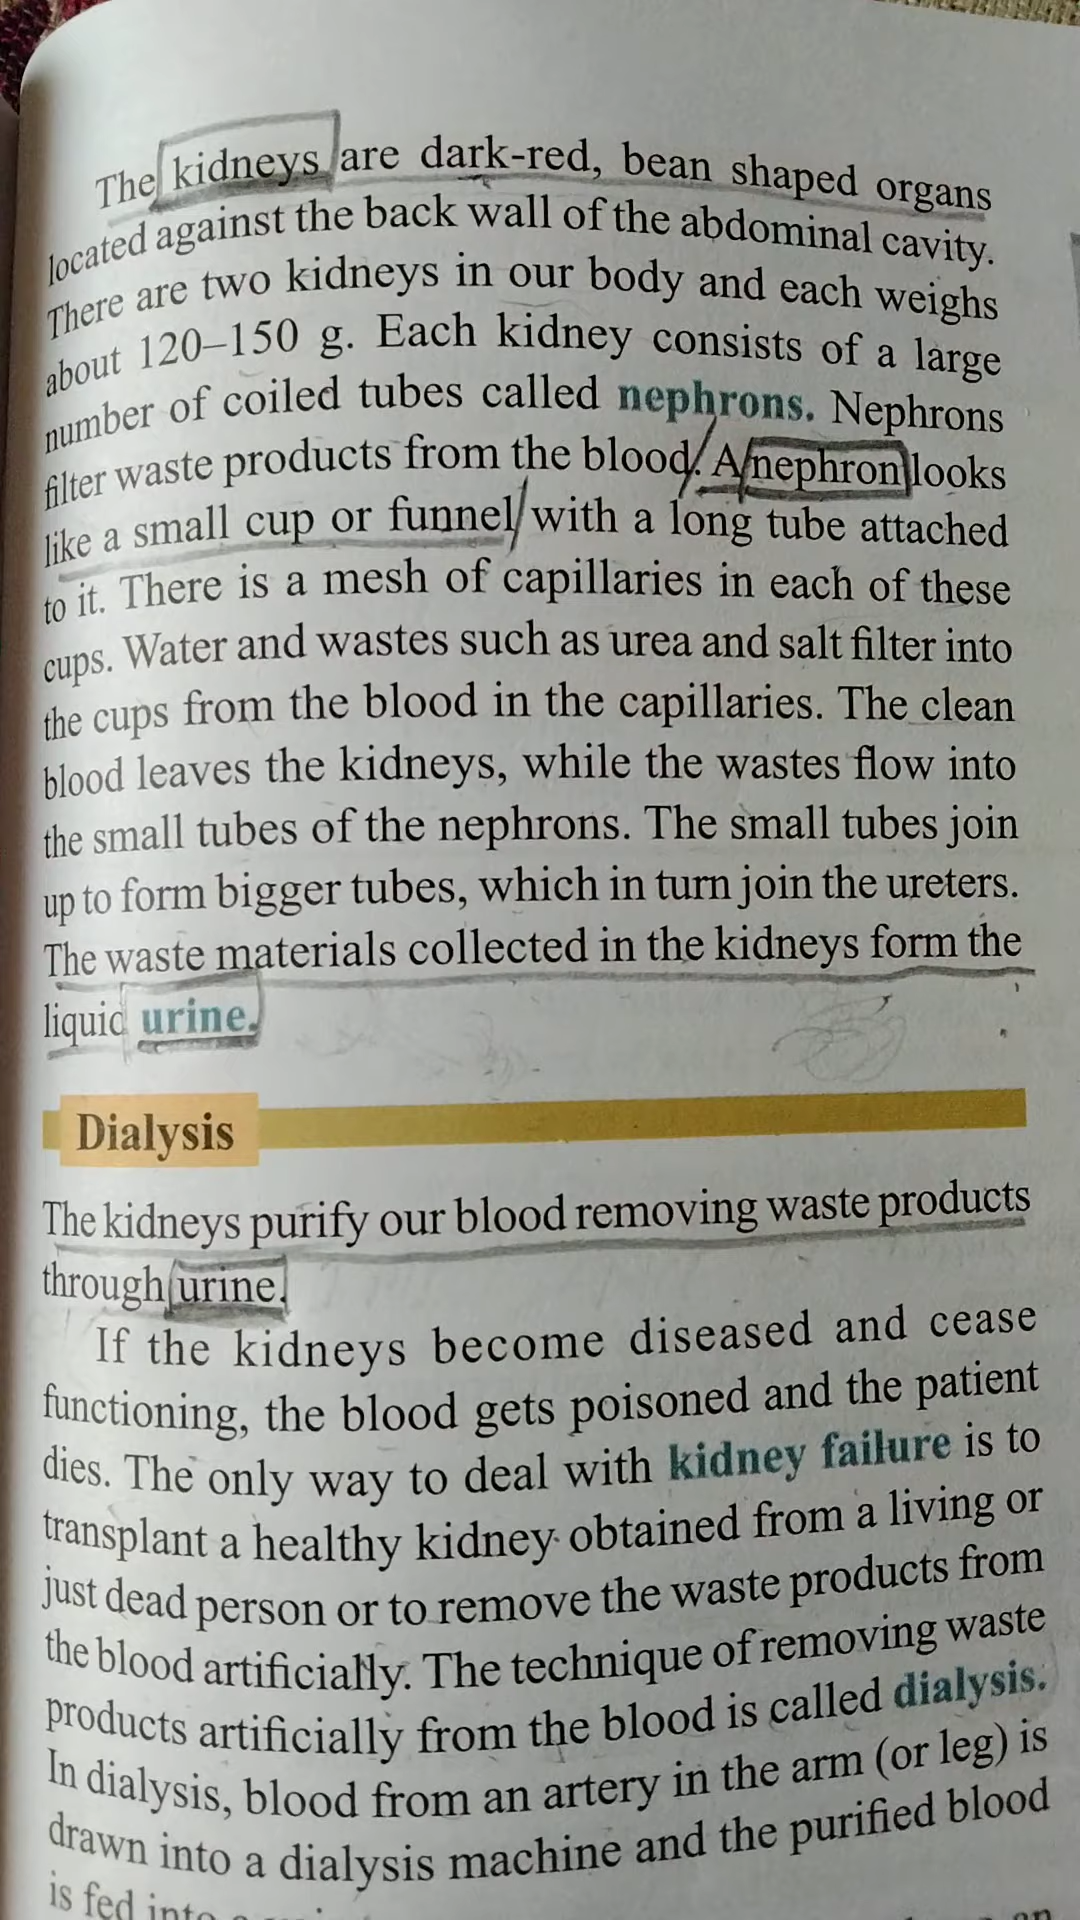 The kidneys are dark-red, bean shaped organs
located against the back wall of the abdominal cavity.
There are two kidneys in our body and each weighs
about 120–150 g. Each kidney consists of a large
number of coiled tubes called nephrons. Nephrons
filter waste products from the blood. A nephron looks
like a small cup or funnel with a long tube attached
to it. There is a mesh of capillaries in each of these
cups. Water and wastes such as urea and salt filter into
the cups from the blood in the capillaries. The clean
blood leaves the kidneys, while the wastes flow into
the small tubes of the nephrons. The small tubes join
up to form bigger tubes, which in turn join the ureters.
The waste materials collected in the kidneys form the
liquid urine.
Dialysis
The kidneys purify our blood removing waste products
through urine.
If the kidneys become diseased and cease
functioning, the blood gets poisoned and the patient
dies. The only way to deal with kidney failure is to
transplant a healthy kidney obtained from a living or
just dead person or to remove the waste products from
the blood artificially. The technique of removing waste
products artificially from the blood is called dialysis.
In dialysis, blood from an artery in the arm (or leg) is
drawn into a dialysis machine and the purified blood
is fed into